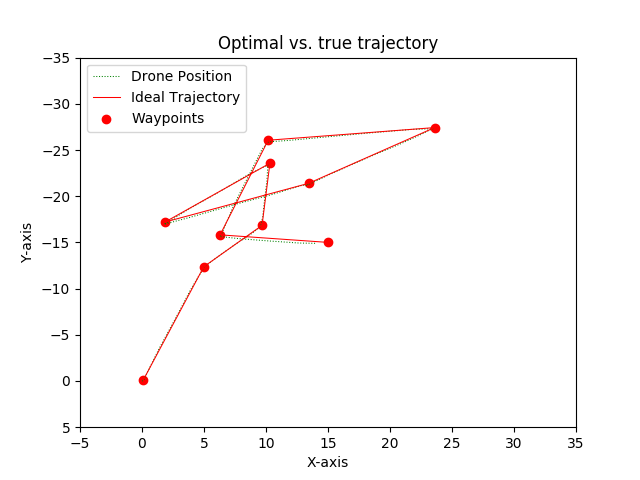 Optimal vs. true trajectory
Drone Position
Ideal Trajectory
Waypoints
Y-axis
−35
−30
−25
−20
−15
−10
−5
0
5
−5 0 5 10 15 20 25 30 35
X-axis